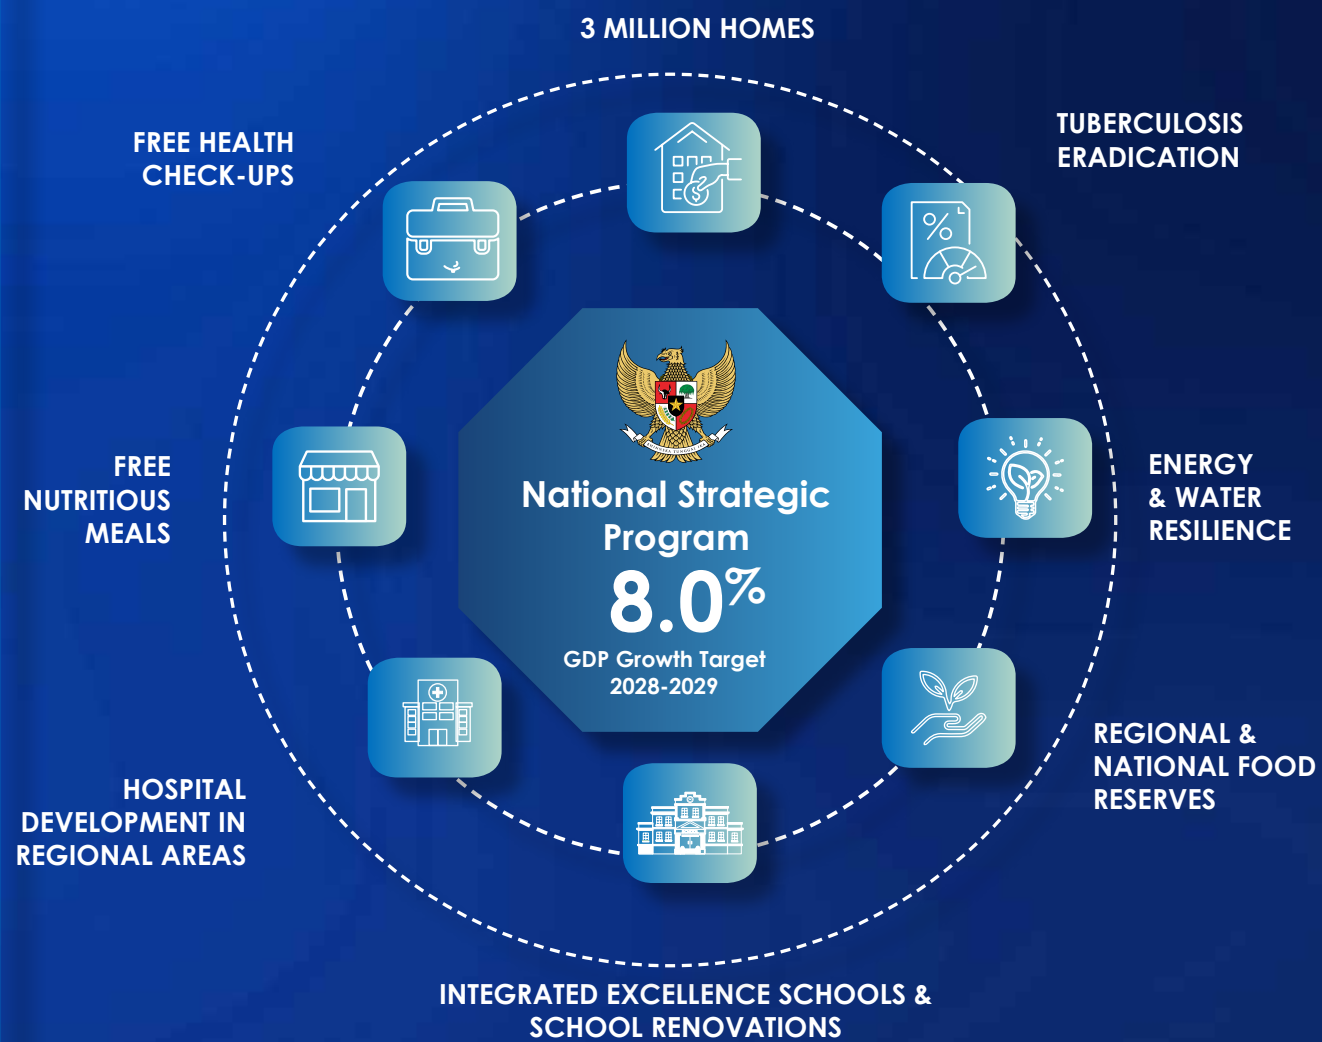 3 MILLION HOMES
FREE HEALTH
CHECK-UPS
TUBERCULOSIS
ERADICATION
FREE
NUTRITIOUS
MEALS
National Strategic
Program
8.0%
GDP Growth Target
2028-2029
ENERGY
& WATER
RESILIENCE
HOSPITAL
DEVELOPMENT IN
REGIONAL AREAS
REGIONAL &
NATIONAL FOOD
RESERVES
INTEGRATED EXCELLENCE SCHOOLS &
SCHOOL RENOVATIONS